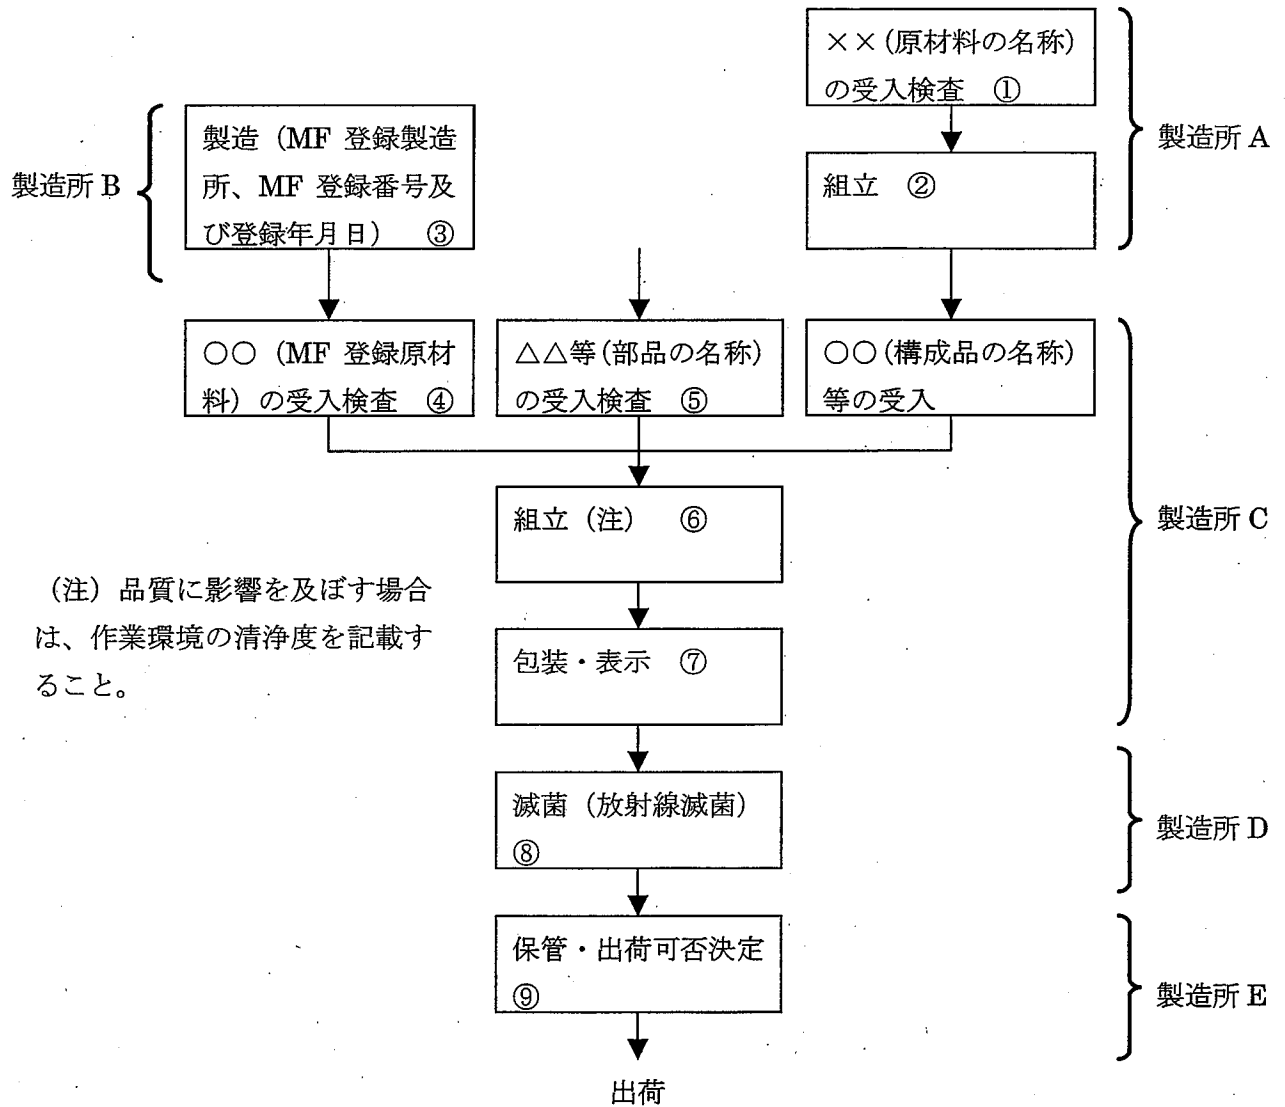 ××(原材料の名称)
の受入検査 ①
製造所 A
組立 ②
製造所 B
製造（MF 登録製造
所、MF 登録番号及
び登録年月日） ③
○○（MF 登録原材
料）の受入検査 ④
△△等(部品の名称)
の受入検査 ⑤
○○(構成品の名称)
等の受入
製造所 C
組立（注） ⑥
（注）品質に影響を及ぼす場合
は、作業環境の清浄度を記載す
ること。
包装・表示 ⑦
滅菌（放射線滅菌）
⑧
製造所 D
保管・出荷可否決定
⑨
製造所 E
出荷